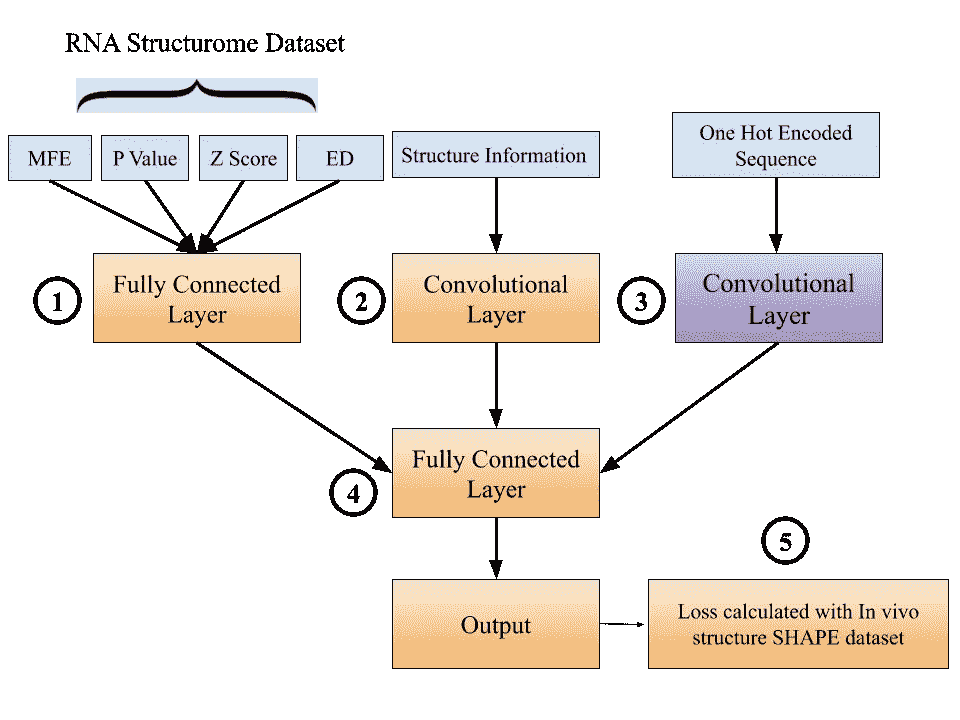 RNA Structurome Dataset
MFE
P Value
Z Score
ED
Structure Information
One Hot Encoded
Sequence
1
Fully Connected
Layer
2
Convolutional
Layer
3
Convolutional
Layer
4
Fully Connected
Layer
5
Output
Loss calculated with In vivo
structure SHAPE dataset